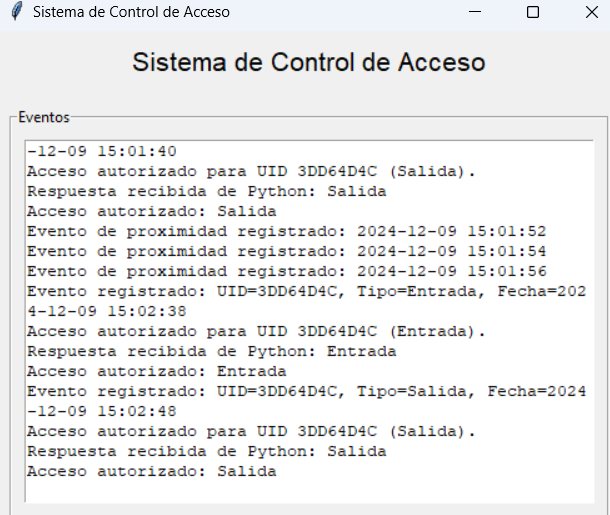 Sistema de Control de Acceso
Sistema de Control de Acceso
Eventos
-12-09 15:01:40
Acceso autorizado para UID 3DD64D4C (Salida).
Respuesta recibida de Python: Salida
Acceso autorizado: Salida
Evento de proximidad registrado: 2024-12-09 15:01:52
Evento de proximidad registrado: 2024-12-09 15:01:54
Evento de proximidad registrado: 2024-12-09 15:01:56
Evento registrado: UID=3DD64D4C, Tipo=Entrada, Fecha=202
4-12-09 15:02:38
Acceso autorizado para UID 3DD64D4C (Entrada).
Respuesta recibida de Python: Entrada
Acceso autorizado: Entrada
Evento registrado: UID=3DD64D4C, Tipo=Salida, Fecha=2024
-12-09 15:02:48
Acceso autorizado para UID 3DD64D4C (Salida).
Respuesta recibida de Python: Salida
Acceso autorizado: Salida